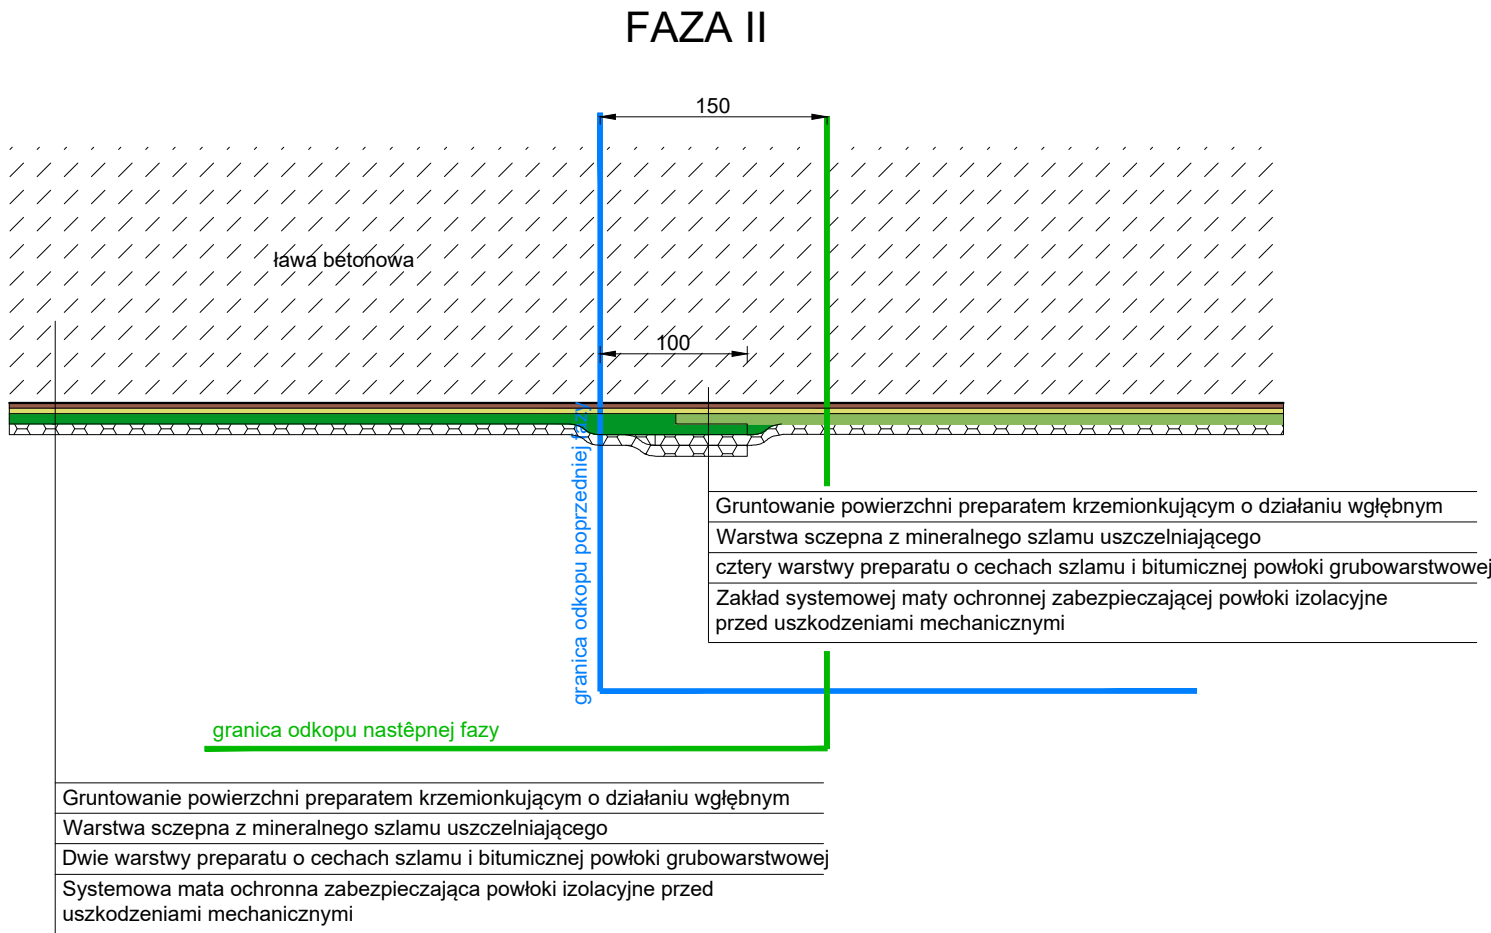 FAZA II
150
ława betonowa
100
granica odkopu poprzedniej fazy
Gruntowanie powierzchni preparatem krzemionkującym o działaniu wgłębnym
Warstwa sczepna z mineralnego szlamu uszczelniającego
cztery warstwy preparatu o cechach szlamu i bitumicznej powłoki grubowarstwowej
Zakład systemowej maty ochronnej zabezpieczającej powłoki izolacyjne
przed uszkodzeniami mechanicznymi
granica odkopu nastêpnej fazy
Gruntowanie powierzchni preparatem krzemionkującym o działaniu wgłębnym
Warstwa sczepna z mineralnego szlamu uszczelniającego
Dwie warstwy preparatu o cechach szlamu i bitumicznej powłoki grubowarstwowej
Systemowa mata ochronna zabezpieczająca powłoki izolacyjne przed
uszkodzeniami mechanicznymi